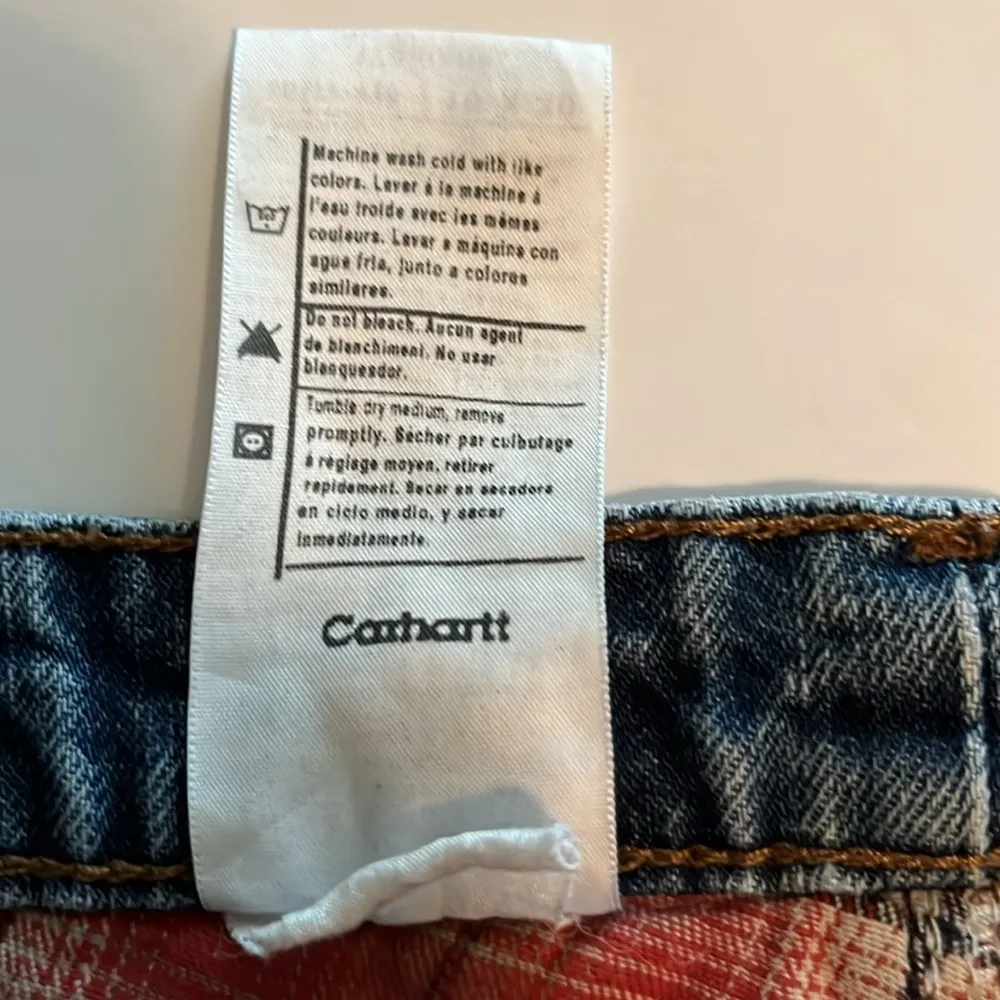 Machine wash cold with like
colors. Laver à la machine à
l'eau froide avec les mêmes
couleurs. Lavar a máquina con
agua fría, junto a colores
similares.
Do not bleach. Aucun agent
de blanchiment. No usar
blanqueador.
Tumble dry medium, remove
promptly. Sécher par culbutage
à réglage moyen, retirer
rapidement. Secar en secadora
en ciclo medio, y sacar
inmediatamente.
Carhartt